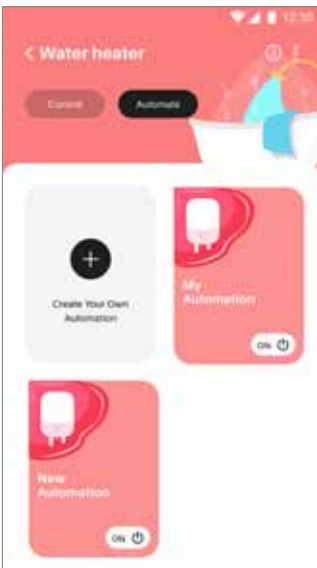 12:30
< Water heater
Control
Automate
Create Your Own
Automation
My
Automation
ON
New
Automation
ON